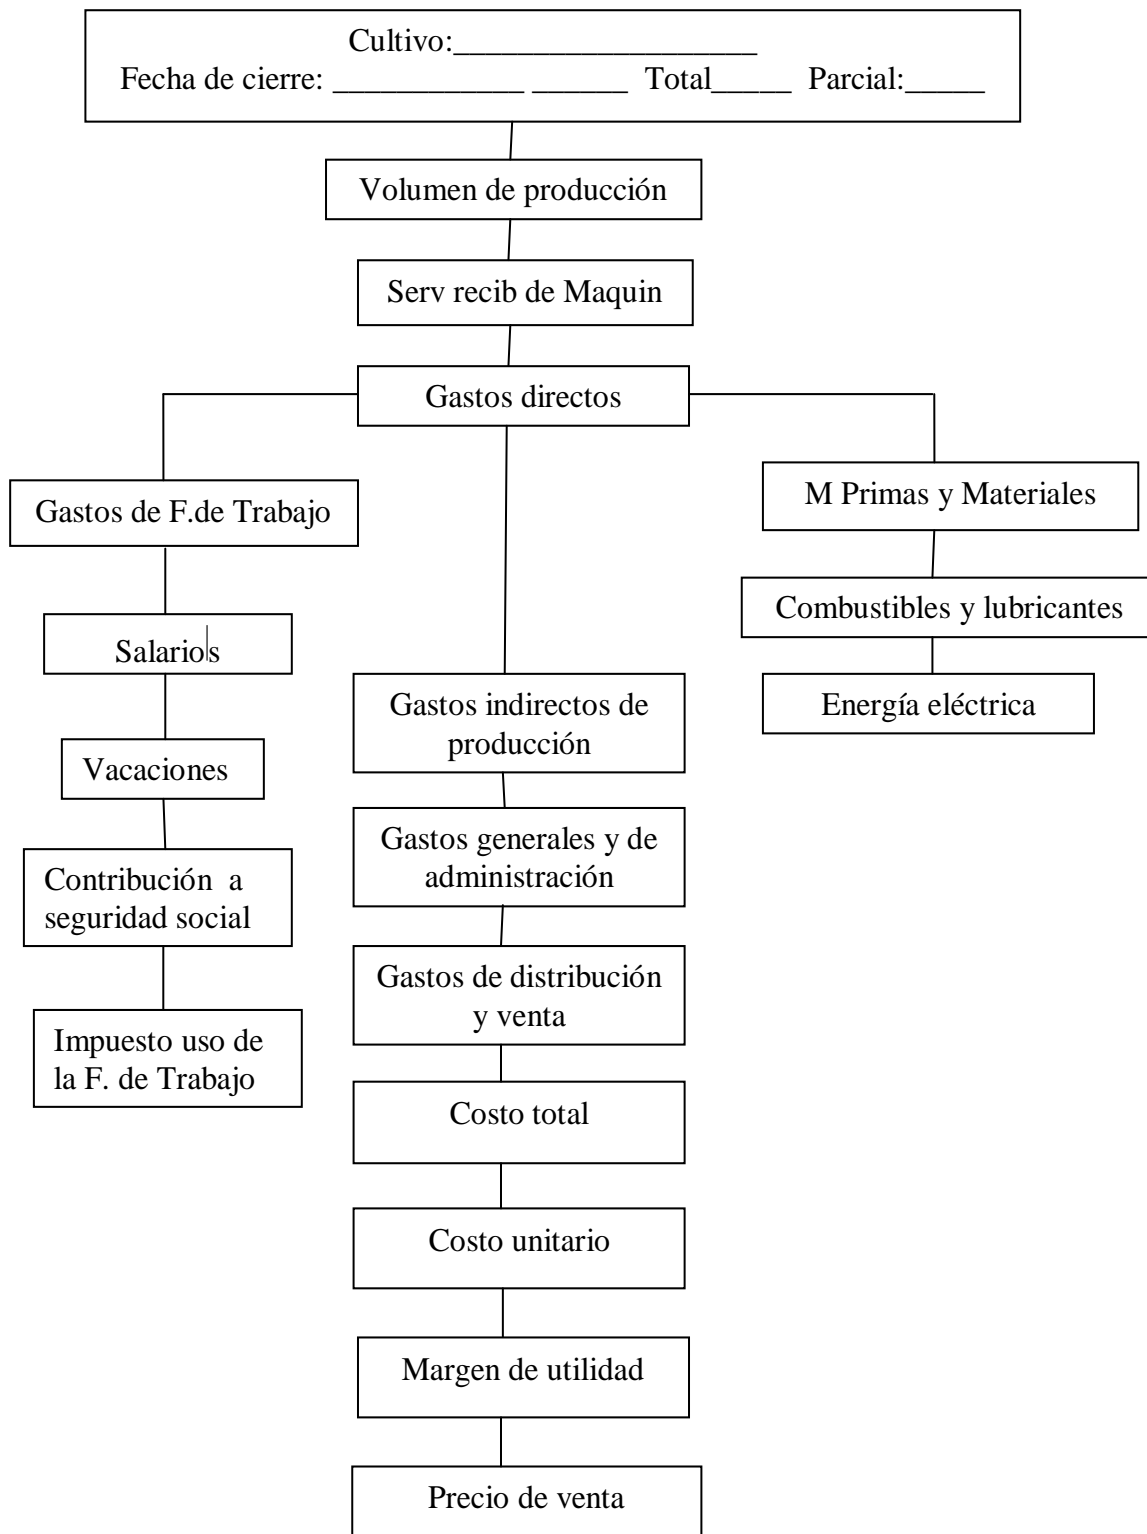 Cultivo:___________________
Fecha de cierre: ____________ ______ Total_____ Parcial:_____
Volumen de producción
Serv recib de Maquin
Gastos directos
Gastos de F.de Trabajo
Salarios
Vacaciones
Contribución a
seguridad social
Impuesto uso de
la F. de Trabajo
M Primas y Materiales
Combustibles y lubricantes
Energía eléctrica
Gastos indirectos de
producción
Gastos generales y de
administración
Gastos de distribución
y venta
Costo total
Costo unitario
Margen de utilidad
Precio de venta